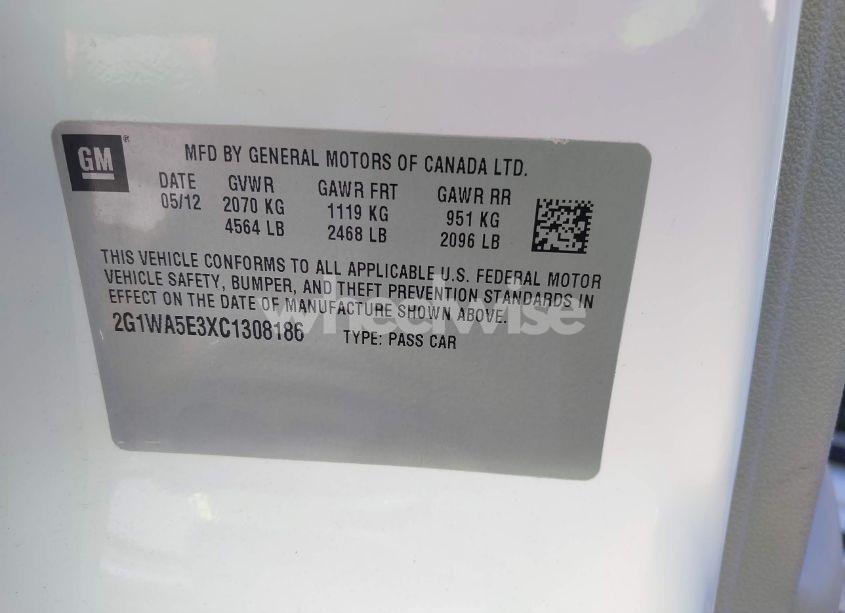 GM®
MFD BY GENERAL MOTORS OF CANADA LTD.
DATE GVWR GAWR FRT GAWR RR
05/12 2070 KG 1119 KG 951 KG
4564 LB 2468 LB 2096 LB
THIS VEHICLE CONFORMS TO ALL APPLICABLE U.S. FEDERAL MOTOR
VEHICLE SAFETY, BUMPER, AND THEFT PREVENTION STANDARDS IN
EFFECT ON THE DATE OF MANUFACTURE SHOWN ABOVE.
wheelwise
2G1WA5E3XC1308186 TYPE: PASS CAR